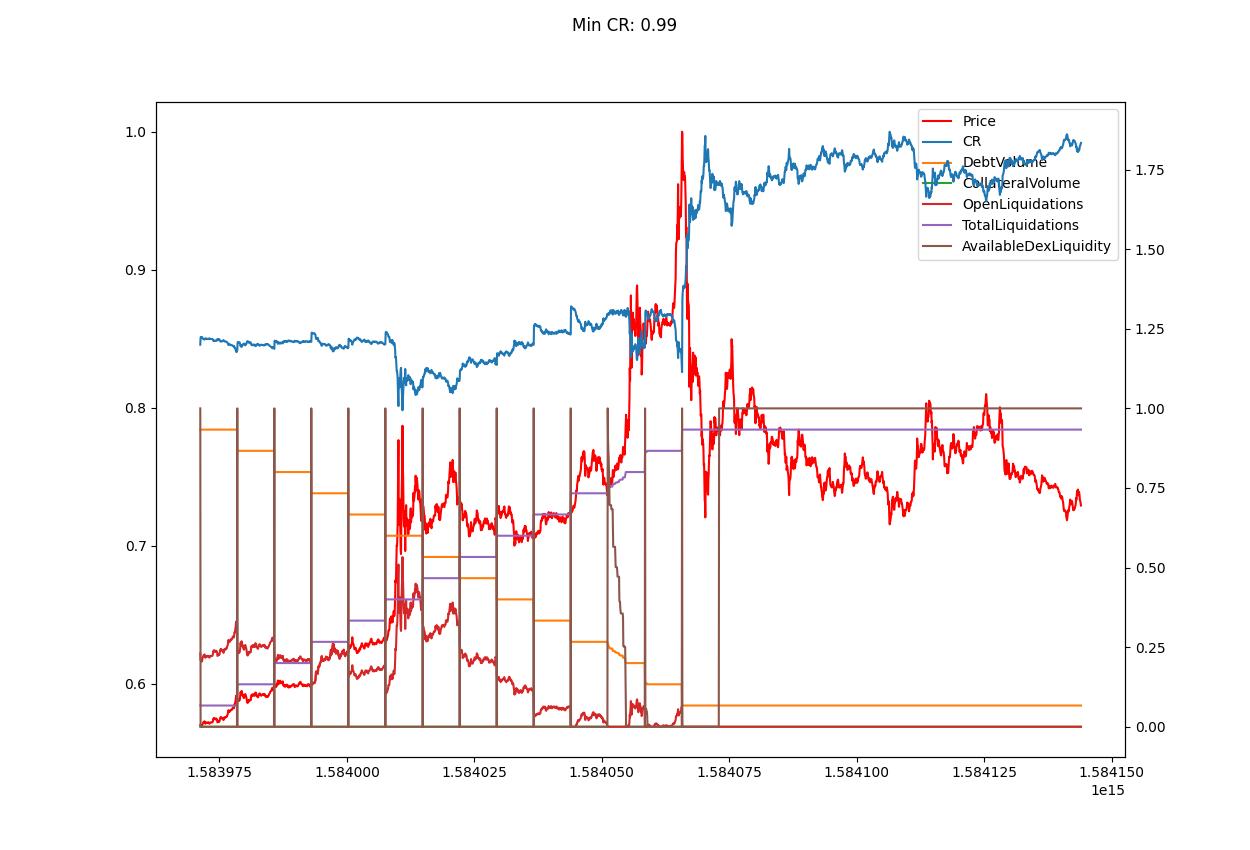 Min CR: 0.99
1.0
0.9
0.8
0.7
0.6
Price
CR
DebtVolume
CollateralVolume
OpenLiquidations
TotalLiquidations
AvailableDexLiquidity
1.75
1.50
1.25
1.00
0.75
0.50
0.25
0.00
1.583975 1.584000 1.584025 1.584050 1.584075 1.584100 1.584125 1.584150
1e15